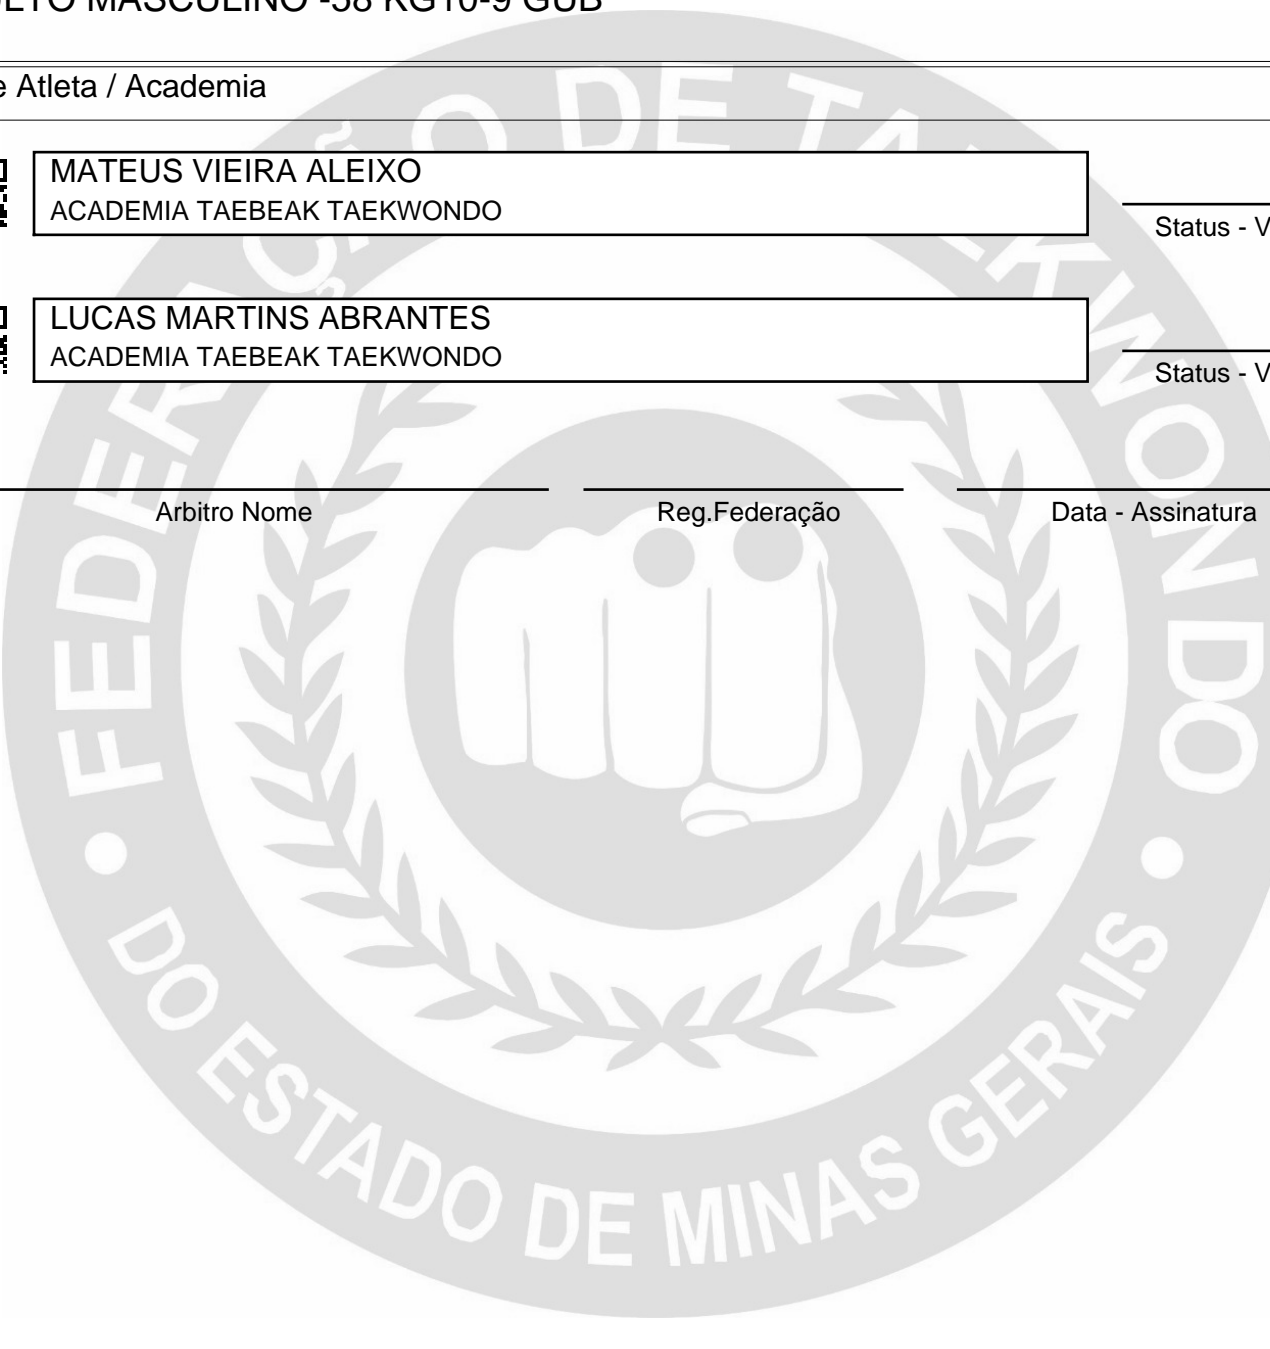 MASCULINO -58 KG10-9 GUB
Atleta / Academia
MATEUS VIEIRA ALEIXO
ACADEMIA TAEBEAK TAEKWONDO
Status - V
LUCAS MARTINS ABRANTES
ACADEMIA TAEBEAK TAEKWONDO
Status - V
Arbitro Nome
Reg.Federação
Data - Assinatura
FEDERAÇÃO DE TAEKWONDO
DO ESTADO DE MINAS GERAIS